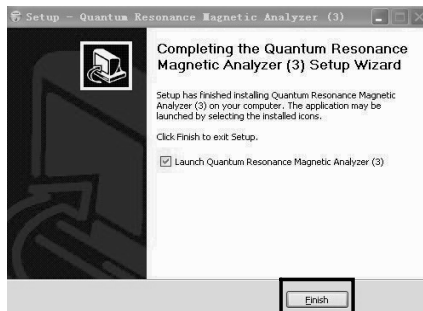 Setup - Quantum Resonance Magnetic Analyzer (3)
Completing the Quantum Resonance
Magnetic Analyzer (3) Setup Wizard
Setup has finished installing Quantum Resonance Magnetic
Analyzer (3) on your computer. The application may be
launched by selecting the installed icons.
Click Finish to exit Setup.
Launch Quantum Resonance Magnetic Analyzer (3)
Finish